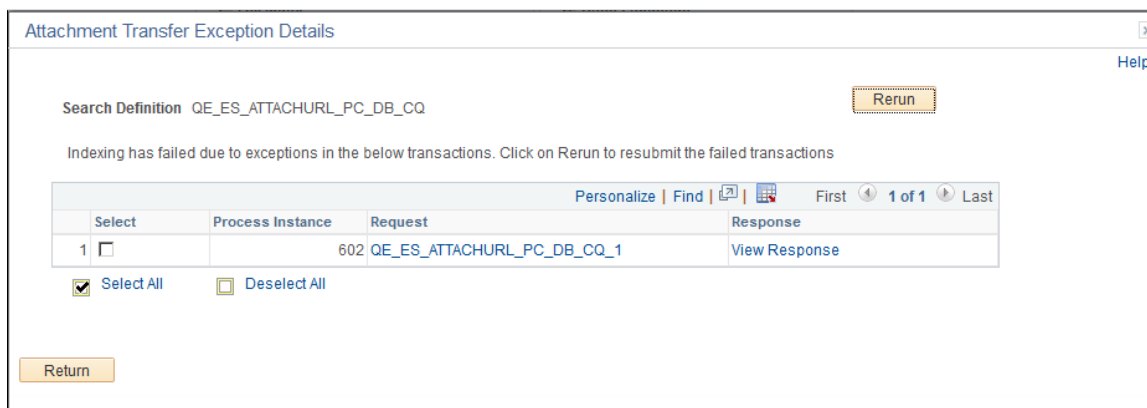 Attachment Transfer Exception Details
Help
Search Definition QE_ES_ATTACHURL_PC_DB_CQ
Rerun
Indexing has failed due to exceptions in the below transactions. Click on Rerun to resubmit the failed transactions
Personalize | Find | | First 1 of 1 Last
Select Process Instance Request Response
1 602 QE_ES_ATTACHURL_PC_DB_CQ_1 View Response
Select All Deselect All
Return